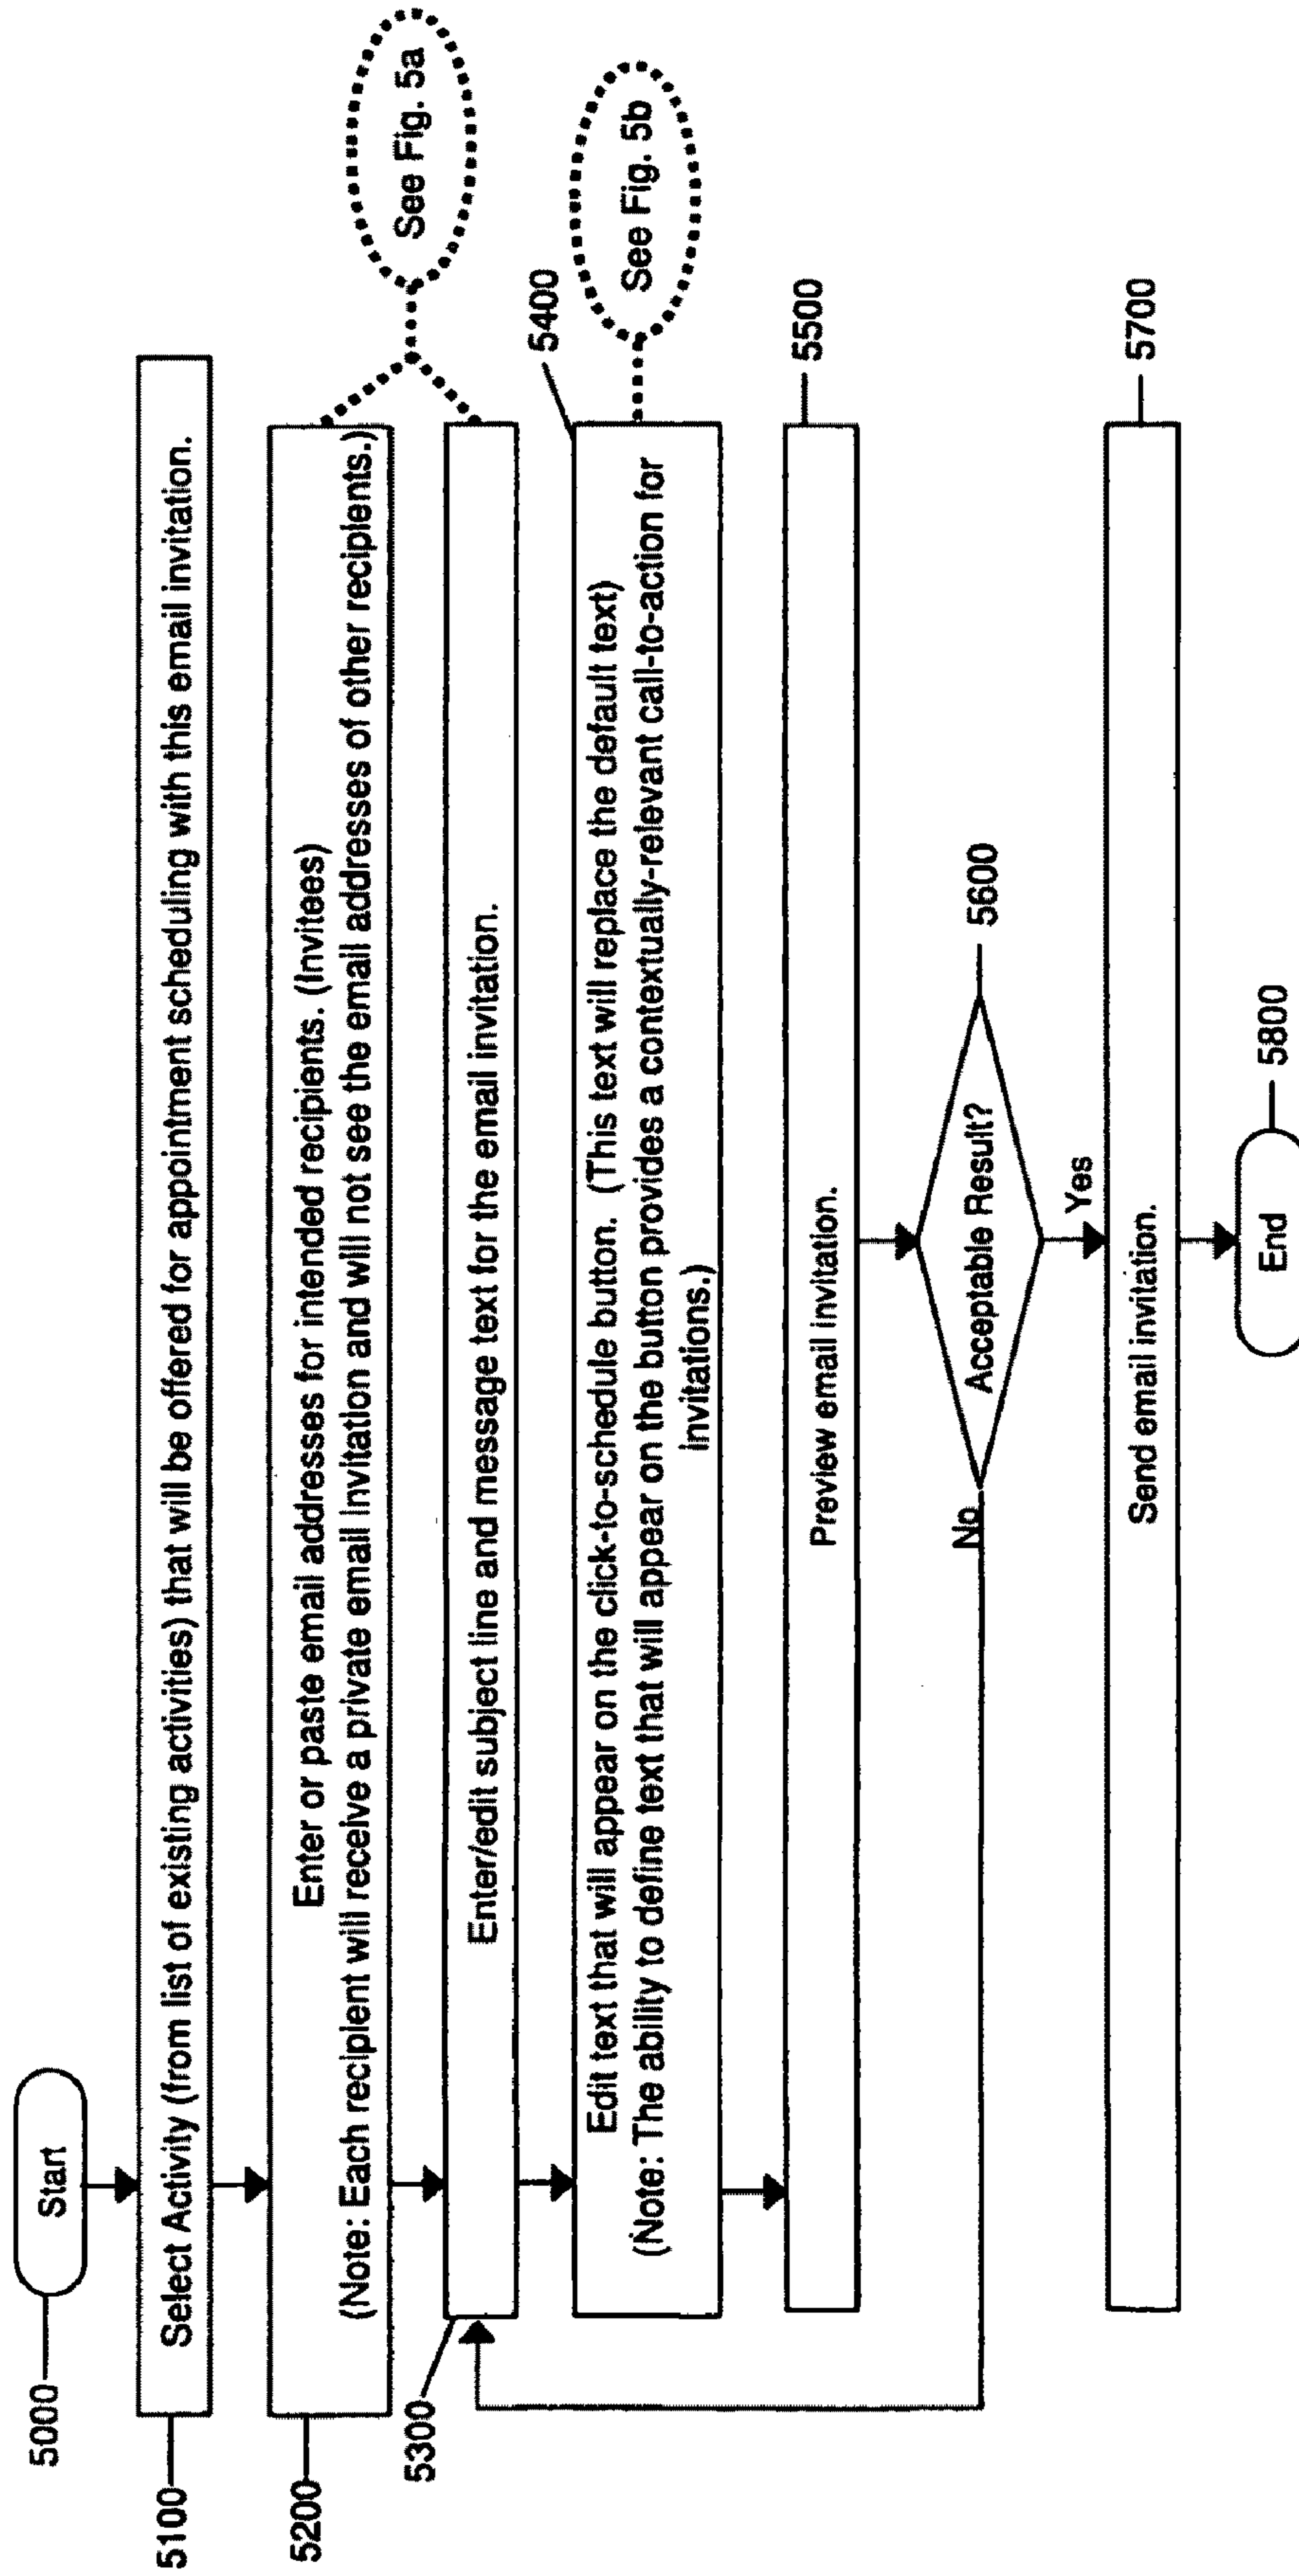 5000
Start
5100
Select Activity (from list of existing activities) that will be offered for appointment scheduling with this email invitation.
5200
Enter or paste email addresses for intended recipients. (Invitees)
(Note: Each recipient will receive a private email invitation and will not see the email addresses of other recipients.)
See Fig. 5a
5300
Enter/edit subject line and message text for the email invitation.
5400
Edit text that will appear on the click-to-schedule button. (This text will replace the default text)
(Note: The ability to define text that will appear on the button provides a contextually-relevant call-to-action for
invitations.)
See Fig. 5b
Preview email invitation.
5500
No
Acceptable Result?
5600
Yes
Send email invitation.
5700
End
5800